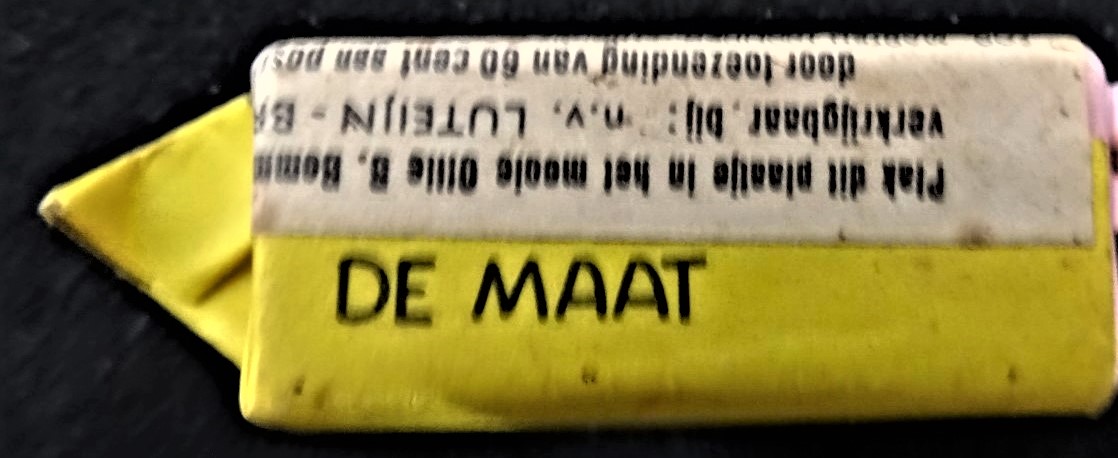 Plak dit plaatje in het mooie Ollie B. Bomm
verkrijgbaar bij: n.v. LUTEIJN - BR
door toezending van 60 cent aan pos
DE MAAT